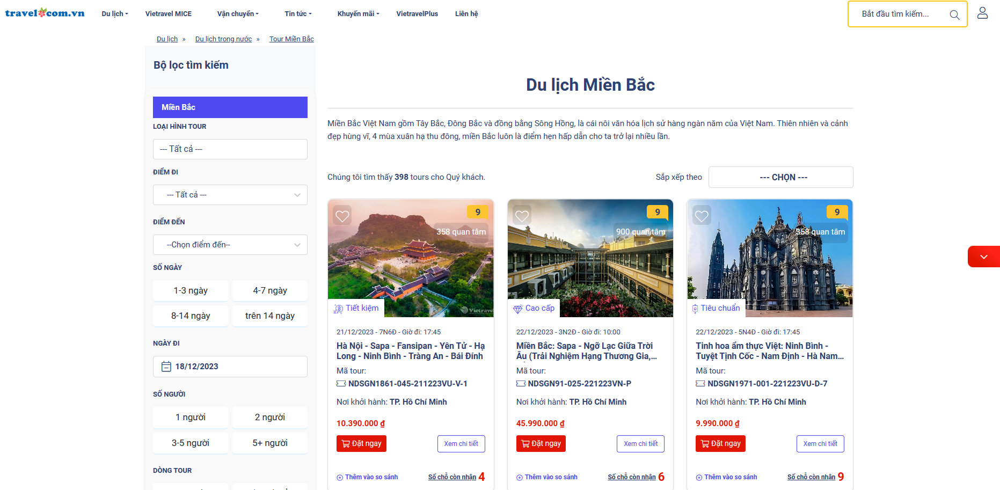 travel com.vn
Du lịch
Vietravel MICE
Vận chuyển
Tin tức
Khuyến mãi
VietravelPlus
Liên hệ
Bắt đầu tìm kiếm...
Du lịch » Du lịch trong nước » Tour Miền Bắc
Bộ lọc tìm kiếm
Miền Bắc
LOẠI HÌNH TOUR
--- Tất cả ---
ĐIỂM ĐI
--- Tất cả ---
ĐIỂM ĐẾN
--Chọn điểm đến--
SỐ NGÀY
1-3 ngày
4-7 ngày
8-14 ngày
trên 14 ngày
NGÀY ĐI
18/12/2023
SỐ NGƯỜI
1 người
2 người
3-5 người
5+ người
DÒNG TOUR
Du lịch Miền Bắc
Miền Bắc Việt Nam gồm Tây Bắc, Đông Bắc và đồng bằng Sông Hồng, là cái nôi văn hóa lịch sử hàng ngàn năm của Việt Nam. Thiên nhiên và cảnh
đẹp hùng vĩ, 4 mùa xuân hạ thu đông, miền Bắc luôn là điểm hẹn hấp dẫn cho ta trở lại nhiều lần.
Chúng tôi tìm thấy 398 tours cho Quý khách.
Sắp xếp theo
--- CHỌN ---
9
358 quan tâm
Vietravel
Tiết kiệm
21/12/2023 - 7N6Đ - Giờ đi: 17:45
Hà Nội - Sapa - Fansipan - Yên Tử - Hạ
Long - Ninh Bình - Tràng An - Bái Đính
Mã tour:
NDSGN1861-045-211223VU-V-1
Nơi khởi hành: TP. Hồ Chí Minh
10.390.000 ₫
Đặt ngay
Xem chi tiết
Thêm vào so sánh
Số chỗ còn nhận 4
9
900 quan tâm
Cao cấp
22/12/2023 - 3N2Đ - Giờ đi: 10:00
Miền Bắc: Sapa - Ngỡ Lạc Giữa Trời
Âu (Trải Nghiệm Hạng Thương Gia,...
Mã tour:
NDSGN91-025-221223VN-P
Nơi khởi hành: TP. Hồ Chí Minh
45.990.000 ₫
Đặt ngay
Xem chi tiết
Thêm vào so sánh
Số chỗ còn nhận 6
9
358 quan tâm
Tiêu chuẩn
22/12/2023 - 5N4Đ - Giờ đi: 17:45
Tinh hoa ẩm thực Việt: Ninh Bình -
Tuyệt Tịnh Cốc - Nam Định - Hà Nam...
Mã tour:
NDSGN1971-001-221223VU-D-7
Nơi khởi hành: TP. Hồ Chí Minh
9.990.000 ₫
Đặt ngay
Xem chi tiết
Thêm vào so sánh
Số chỗ còn nhận 9